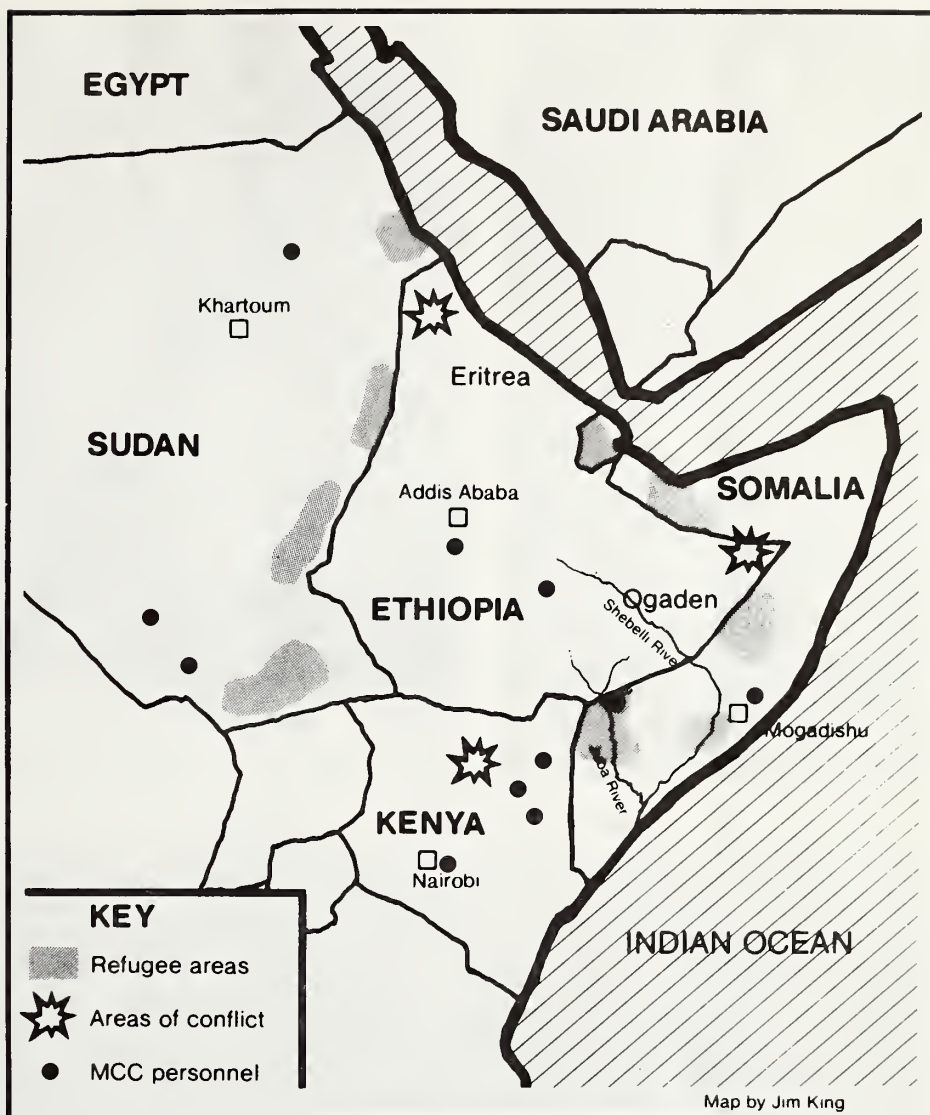 EGYPT
SAUDI ARABIA
Khartoum
Eritrea
SUDAN
Addis Ababa
SOMALIA
ETHIOPIA
Ogaden
Shebelli River
Mogadishu
River
KENYA
Nairobi
INDIAN OCEAN
KEY
Refugee areas
Areas of conflict
MCC personnel
Map by Jim King